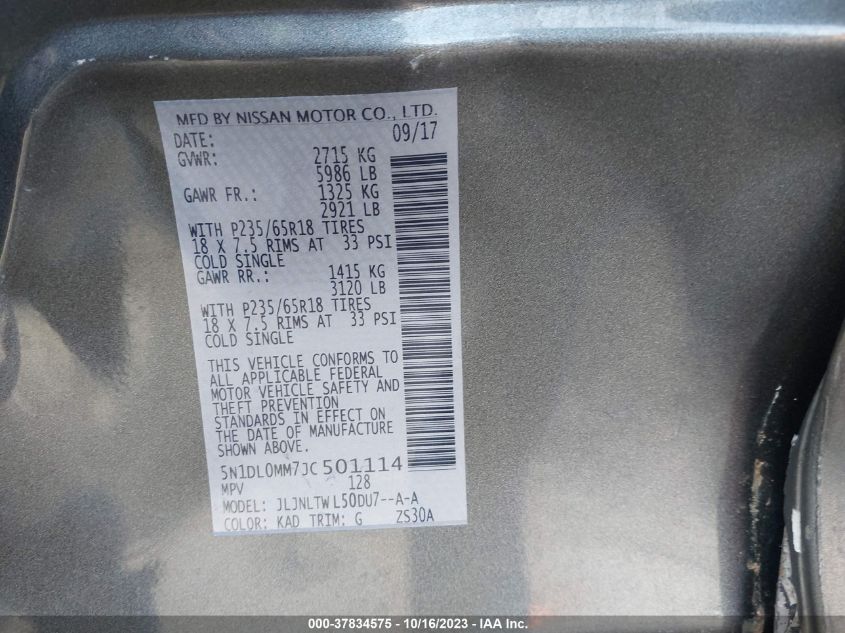 MFD BY NISSAN MOTOR CO., LTD.
DATE: 09/17
GVWR: 2715 KG
5986 LB
GAWR FR.: 1325 KG
2921 LB
WITH P235/65R18 TIRES
18 X 7.5 RIMS AT 33 PSI
COLD SINGLE
GAWR RR.: 1415 KG
3120 LB
WITH P235/65R18 TIRES
18 X 7.5 RIMS AT 33 PSI
COLD SINGLE
THIS VEHICLE CONFORMS TO
ALL APPLICABLE FEDERAL
MOTOR VEHICLE SAFETY AND
THEFT PREVENTION
STANDARDS IN EFFECT ON
THE DATE OF MANUFACTURE
SHOWN ABOVE.
5N1DL0MM7JC501114
MPV 128
MODEL: JLJNLTWL50DU7--A-A
COLOR: KAD TRIM: G ZS30A
000-37834575 - 10/16/2023 - IAA Inc.